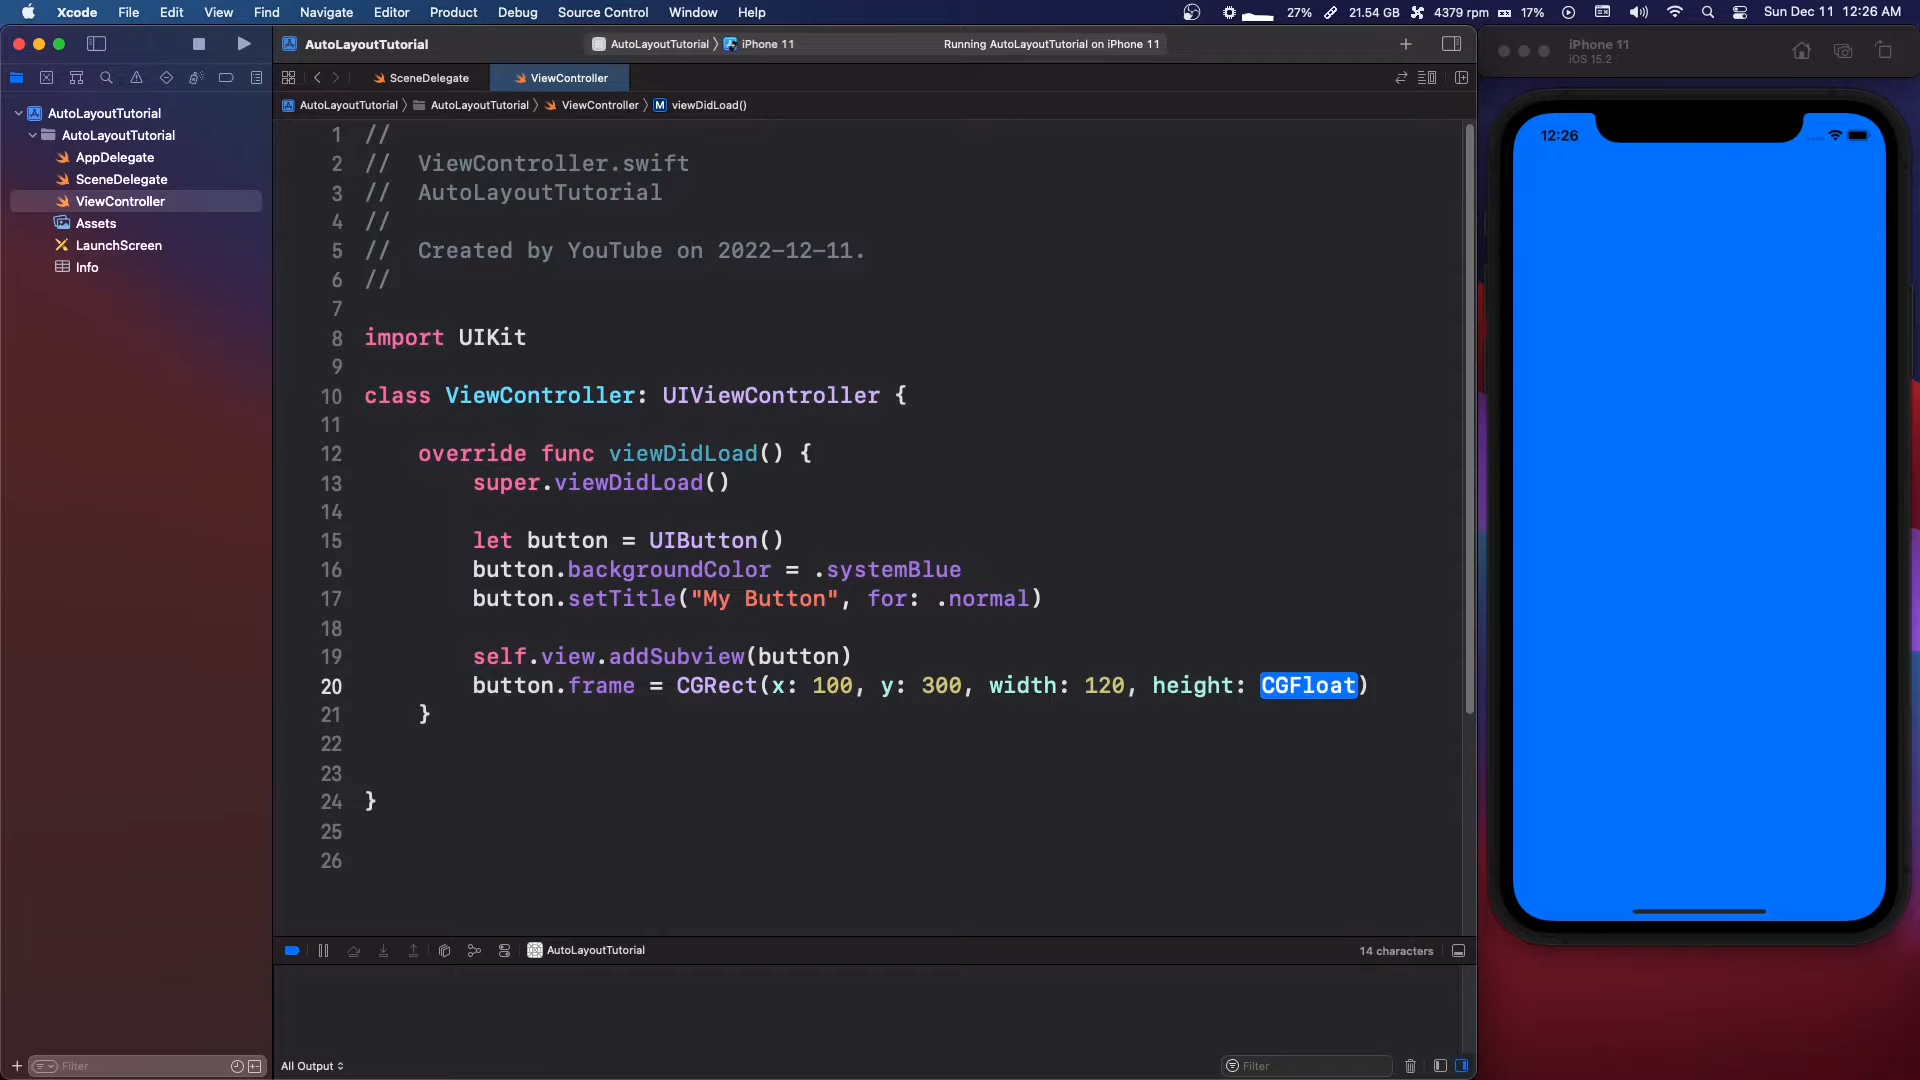 Xcode File Edit View Find Navigate Editor Product Debug Source Control Window Help 27% 21.54 GB 4379 rpm 17% Sun Dec 11 12:26 AM
AutoLayoutTutorial AutoLayoutTutorial iPhone 11 Running AutoLayoutTutorial on iPhone 11
iPhone 11
iOS 15.2
SceneDelegate ViewController
AutoLayoutTutorial AutoLayoutTutorial ViewController M viewDidLoad()
AutoLayoutTutorial
AutoLayoutTutorial
AppDelegate
SceneDelegate
ViewController
Assets
LaunchScreen
Info
1 //
2 // ViewController.swift
3 // AutoLayoutTutorial
4 //
5 // Created by YouTube on 2022-12-11.
6 //
7
8 import UIKit
9
10 class ViewController: UIViewController {
11
12 override func viewDidLoad() {
13 super.viewDidLoad()
14
15 let button = UIButton()
16 button.backgroundColor = .systemBlue
17 button.setTitle("My Button", for: .normal)
18
19 self.view.addSubview(button)
20 button.frame = CGRect(x: 100, y: 300, width: 120, height: CGFloat)
21 }
22
23
24 }
25
26
12:26
AutoLayoutTutorial 14 characters
Filter
All Output
Filter